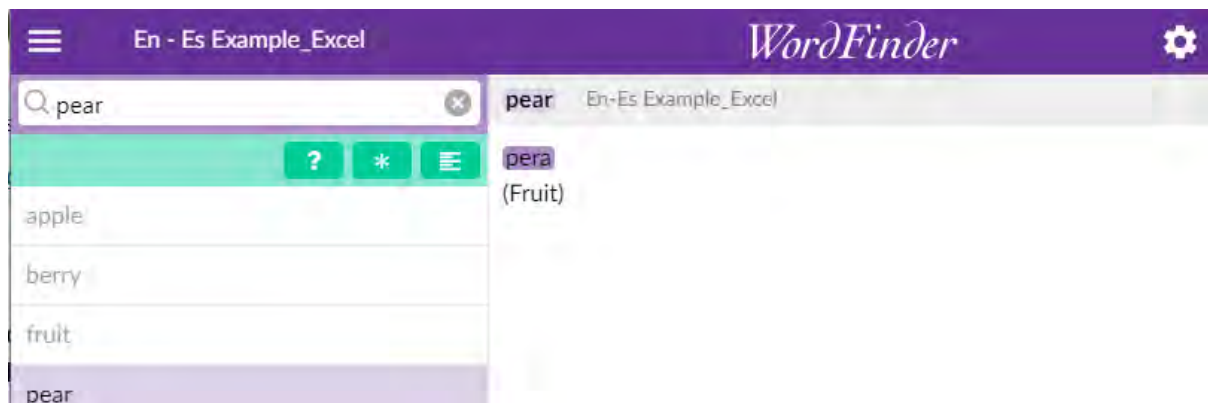 En - Es Example_Excel
WordFinder
pear
pear En-Es Example_Excel
? *
pera
(Fruit)
apple
berry
fruit
pear